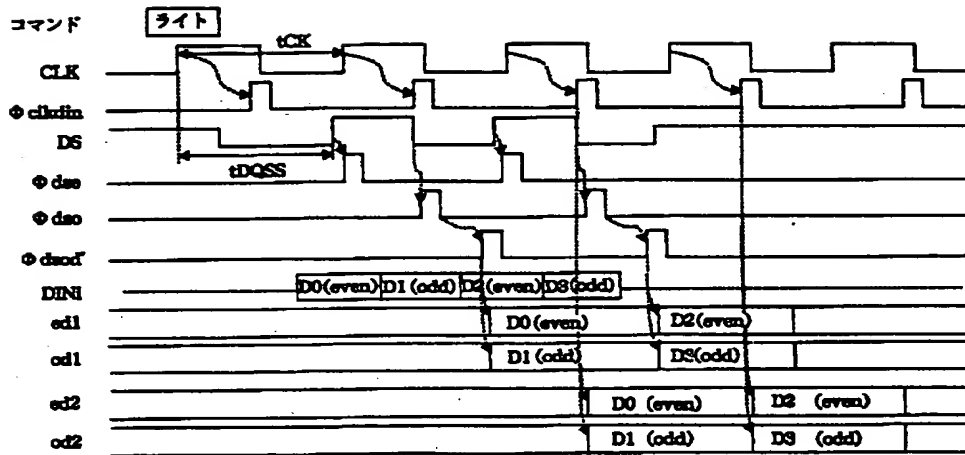 コマンド ライト
tCK
CLK
Φ clkdin
DS
tDQSS
Φ dse
Φ dso
Φ dsod
DINi D0(even) D1(odd) D2(even) D3(odd)
ed1 D0(even) D2(even)
od1 D1(odd) D3(odd)
ed2 D0 (even) D2 (even)
od2 D1 (odd) D3 (odd)